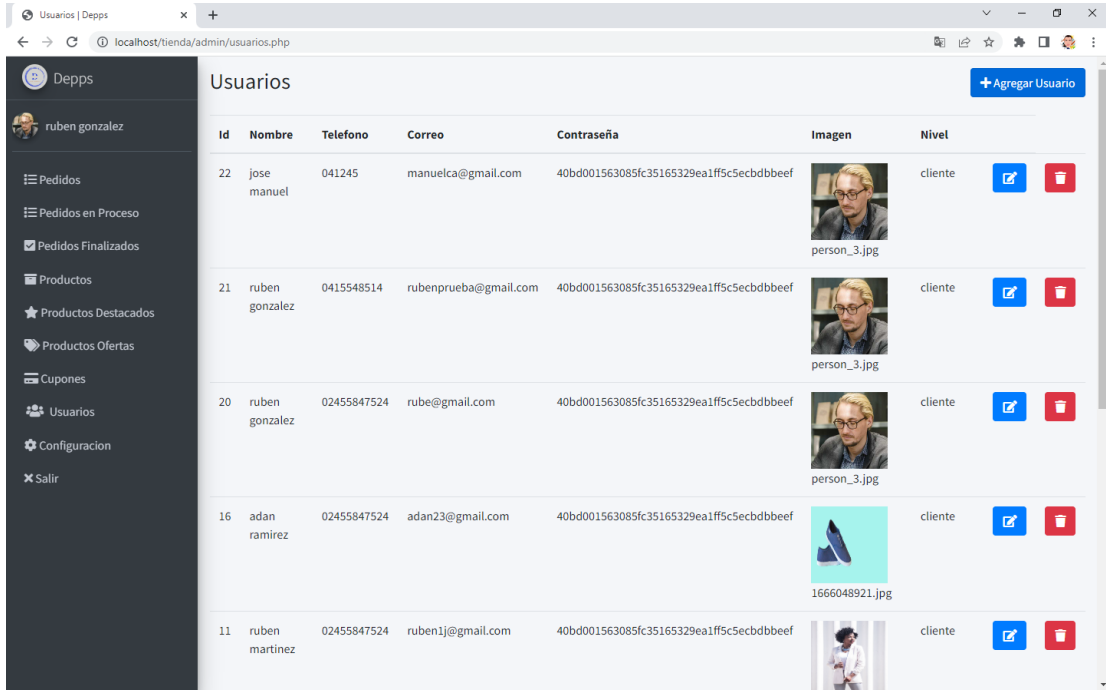 Usuarios | Depps
localhost/tienda/admin/usuarios.php
Depps
ruben gonzalez
Pedidos
Pedidos en Proceso
Pedidos Finalizados
Productos
Productos Destacados
Productos Ofertas
Cupones
Usuarios
Configuracion
Salir
Usuarios
Agregar Usuario
Id Nombre Telefono Correo Contraseña Imagen Nivel
22 jose 041245 manuelca@gmail.com 40bd001563085fc35165329ea1ff5c5ecbdbbeef cliente
manuel
person_3.jpg
21 ruben 0415548514 rubenprueba@gmail.com 40bd001563085fc35165329ea1ff5c5ecbdbbeef cliente
gonzalez
person_3.jpg
20 ruben 02455847524 rube@gmail.com 40bd001563085fc35165329ea1ff5c5ecbdbbeef cliente
gonzalez
person_3.jpg
16 adan 02455847524 adan23@gmail.com 40bd001563085fc35165329ea1ff5c5ecbdbbeef cliente
ramirez
1666048921.jpg
11 ruben 02455847524 ruben1j@gmail.com 40bd001563085fc35165329ea1ff5c5ecbdbbeef cliente
martinez